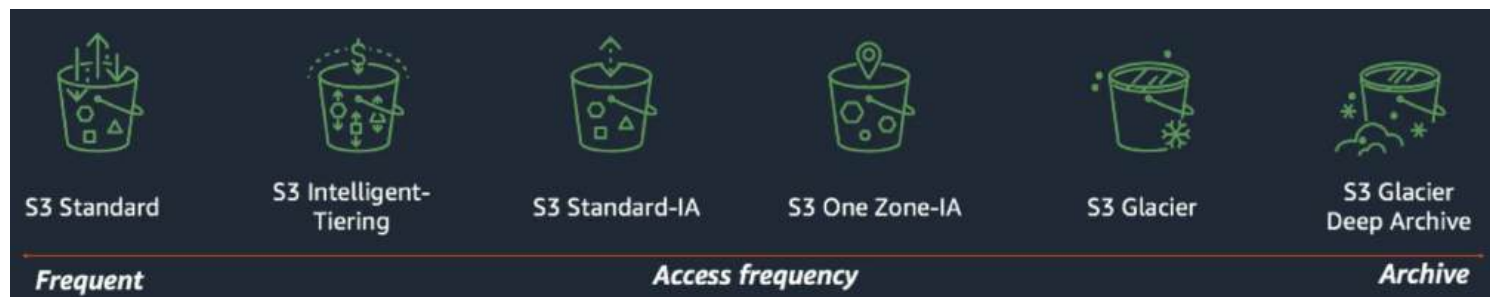 S3 Standard
S3 Intelligent-
Tiering
S3 Standard-IA
S3 One Zone-IA
S3 Glacier
S3 Glacier
Deep Archive
Frequent
Access frequency
Archive